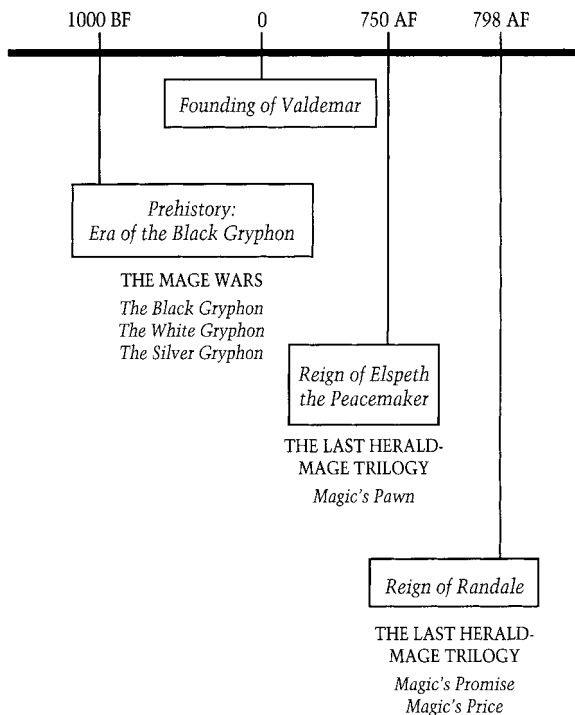 1000 BF 0 750 AF 798 AF
Founding of Valdemar
Prehistory:
Era of the Black Gryphon
THE MAGE WARS
The Black Gryphon
The White Gryphon
The Silver Gryphon
Reign of Elspeth
the Peacemaker
THE LAST HERALD-
MAGE TRILOGY
Magic's Pawn
Reign of Randale
THE LAST HERALD-
MAGE TRILOGY
Magic's Promise
Magic's Price